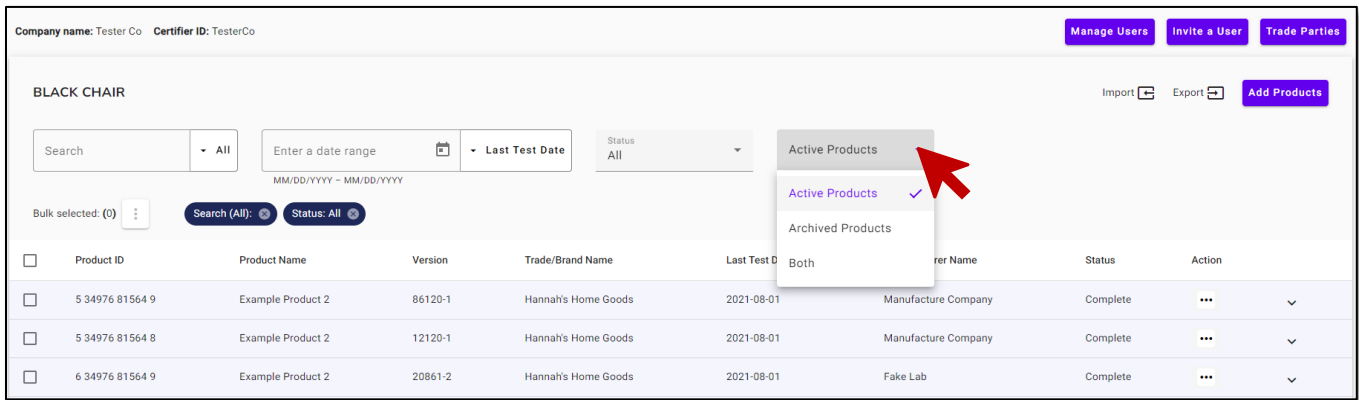 Company name: Tester Co Certifier ID: TesterCo
Manage Users
Invite a User
Trade Parties
BLACK CHAIR
Import
Export
Add Products
Search
All
Enter a date range
Last Test Date
MM/DD/YYYY – MM/DD/YYYY
Status
All
Active Products
Active Products
Archived Products
Both
Bulk selected: (0)
Search (All):
Status: All
Product ID Product Name Version Trade/Brand Name Last Test D rer Name Status Action
5 34976 81564 9 Example Product 2 86120-1 Hannah's Home Goods 2021-08-01 Manufacture Company Complete
5 34976 81564 8 Example Product 2 12120-1 Hannah's Home Goods 2021-08-01 Manufacture Company Complete
6 34976 81564 9 Example Product 2 20861-2 Hannah's Home Goods 2021-08-01 Fake Lab Complete